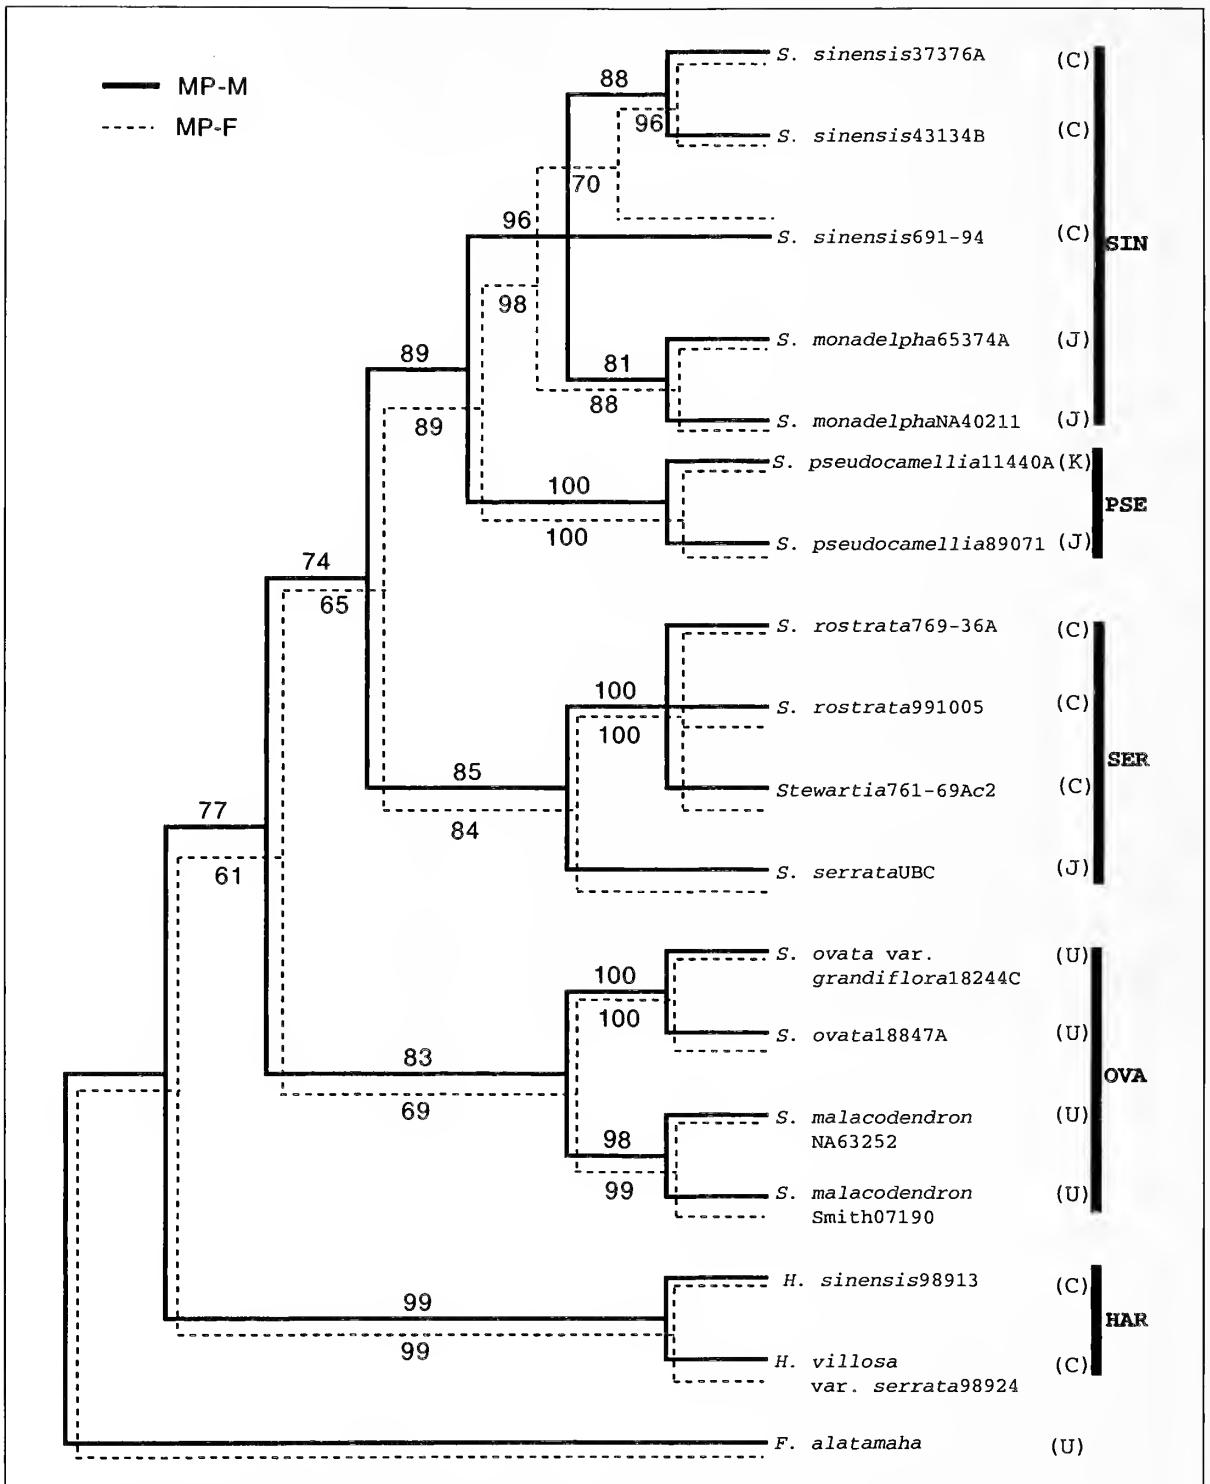 MP-M
MP-F
88
S. sinensis37376A (C)
96
S. sinensis43134B (C)
70
96
S. sinensis691-94 (C)
SIN
98
S. monadelpha65374A (J)
89
81
88
89
S. monadelphaNA40211 (J)
S. pseudocamellia11440A(K)
100
PSE
100
S. pseudocamellia89071 (J)
74
65
S. rostrata769-36A (C)
100
S. rostrata991005 (C)
100
SER
85
Stewartia761-69Ac2 (C)
77
84
61
S. serrataUBC (J)
S. ovata var. (U)
grandiflora18244C
100
100
S. ovata18847A (U)
83
OVA
69
S. malacodendron (U)
NA63252
98
99
S. malacodendron (U)
Smith07190
H. sinensis98913 (C)
99
HAR
99
H. villosa (C)
var. serrata98924
F. alatamaha (U)